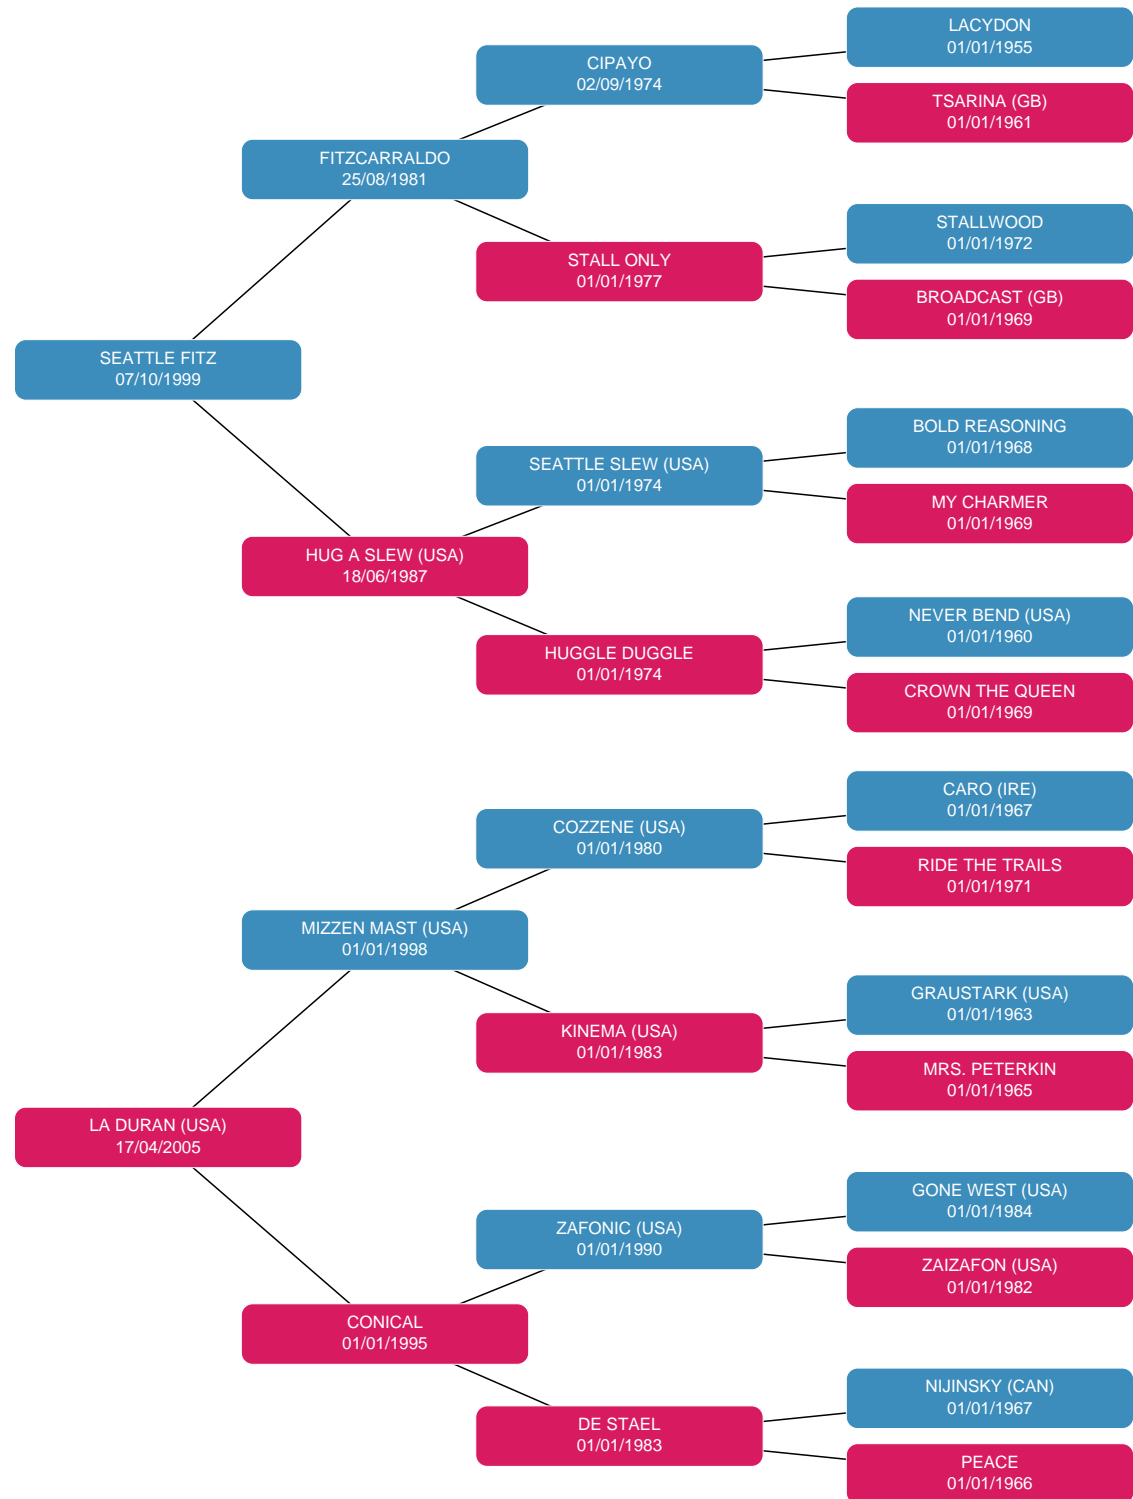 LACYDON
01/01/1955
CIPAYO
02/09/1974
TSARINA (GB)
01/01/1961
FITZCARRALDO
25/08/1981
STALLWOOD
01/01/1972
STALL ONLY
01/01/1977
BROADCAST (GB)
01/01/1969
SEATTLE FITZ
07/10/1999
BOLD REASONING
01/01/1968
SEATTLE SLEW (USA)
01/01/1974
MY CHARMER
01/01/1969
HUG A SLEW (USA)
18/06/1987
NEVER BEND (USA)
01/01/1960
HUGGLE DUGGLE
01/01/1974
CROWN THE QUEEN
01/01/1969
CARO (IRE)
01/01/1967
COZZENE (USA)
01/01/1980
RIDE THE TRAILS
01/01/1971
MIZZEN MAST (USA)
01/01/1998
GRAUSTARK (USA)
01/01/1963
KINEMA (USA)
01/01/1983
MRS. PETERKIN
01/01/1965
LA DURAN (USA)
17/04/2005
GONE WEST (USA)
01/01/1984
ZAFONIC (USA)
01/01/1990
ZAIZAFON (USA)
01/01/1982
CONICAL
01/01/1995
NIJINSKY (CAN)
01/01/1967
DE STAEL
01/01/1983
PEACE
01/01/1966